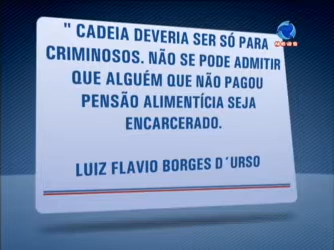 " CADEIA DEVERIA SER SÓ PARA
CRIMINOSOS. NÃO SE PODE ADMITIR
QUE ALGUÉM QUE NÃO PAGOU
PENSÃO ALIMENTÍCIA SEJA
ENCARCERADO.
LUIZ FLAVIO BORGES D´URSO